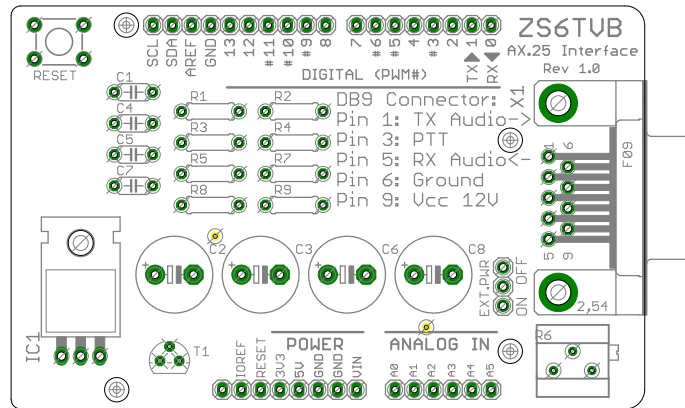 ZS6TVB
AX.25 Interface
Rev 1.0
RESET
SCL SDA AREF GND 13 12 #11 #10 #9 8 7 #6 #5 4 #3 2 TX▶1 RX◀0
DIGITAL (PWM#)
C1
C4
C5
C7
R1 R2
R3 R4
R5 R7
R8 R9
DB9 Connector:
Pin 1: TX Audio->
Pin 3: PTT
Pin 5: RX Audio<-
Pin 6: Ground
Pin 9: Vcc 12V
X1
F09
1 6
5 9
2,54
C2 C3 C6 C8
+ + + +
EXT.PWR
ON OFF
IC1
T1
R6
POWER
IOREF RESET 3V3 5V GND GND VIN
ANALOG IN
A0 A1 A2 A3 A4 A5